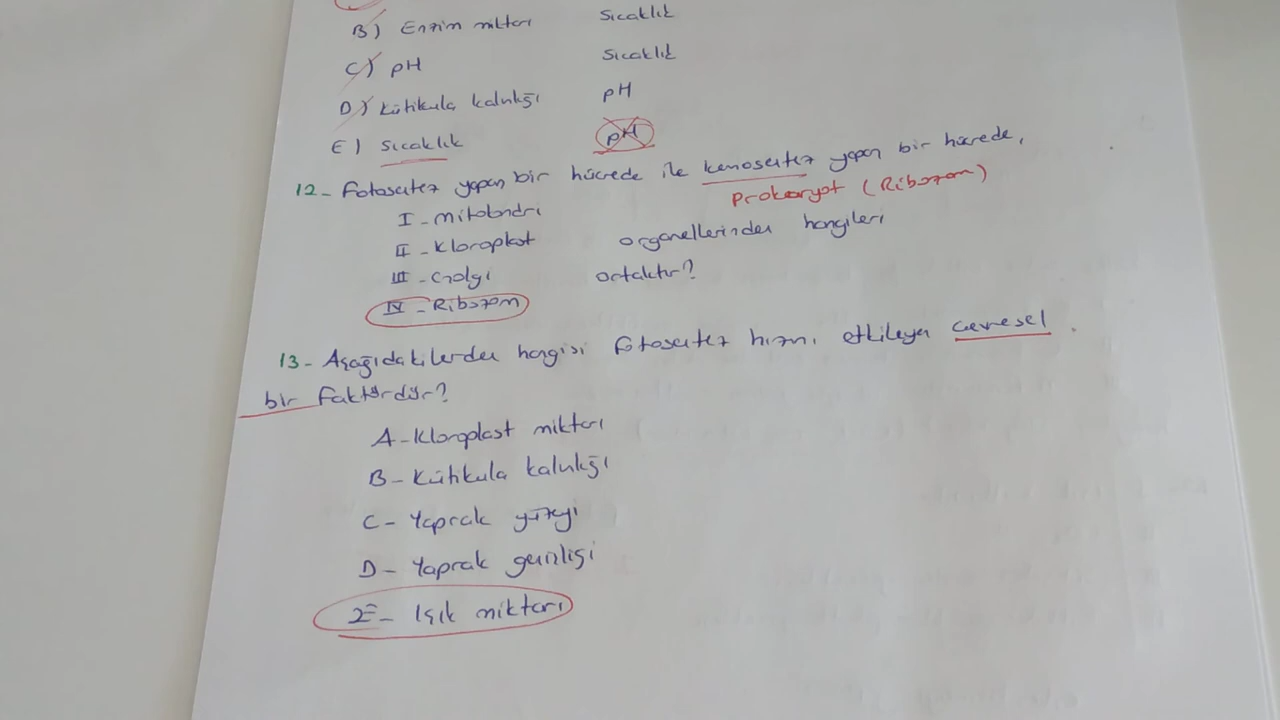 B) Enzim miktarı Sıcaklık
C) pH Sıcaklık
D) Kütikula kalınlığı pH
E) Sıcaklık pH
12- Fotosentez yapan bir hücrede ile kemosentez yapan bir hücrede,
Prokaryot (Ribozom)
I - mitokondri
II - Kloroplast organellerinden hangileri
III - Golgi ortaktır?
IV - Ribozom
13- Aşağıdakilerden hangisi fotosentez hızını etkileyen çevresel
bir faktördür?
A - Kloroplast miktarı
B - Kütikula kalınlığı
C - Yaprak yüzeyi
D - Yaprak genişliği
E - Işık miktarı